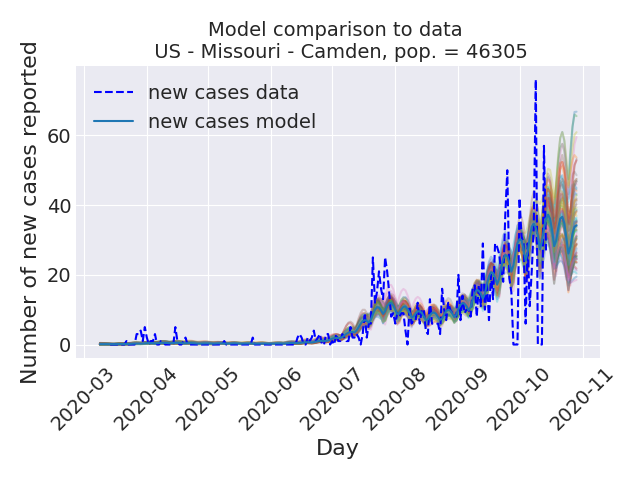 Model comparison to data
US - Missouri - Camden, pop. = 46305
Number of new cases reported
new cases data
new cases model
60
40
20
0
2020-03
2020-04
2020-05
2020-06
2020-07
2020-08
2020-09
2020-10
2020-11
Day